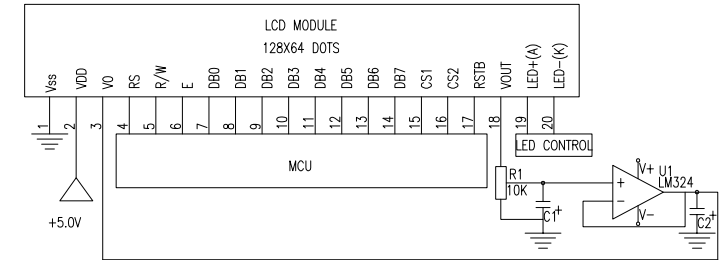 LCD MODULE
128X64 DOTS
Vss VDD VO RS R/W E DB0 DB1 DB2 DB3 DB4 DB5 DB6 DB7 CS1 CS2 RSTB VOUT LED+(A) LED-(K)
1 2 3 4 5 6 7 8 9 10 11 12 13 14 15 16 17 18 19 20
LED CONTROL
MCU
R1
10K
+5.0V
C1 +
+
-
V+
V-
U1
LM324
C2 +